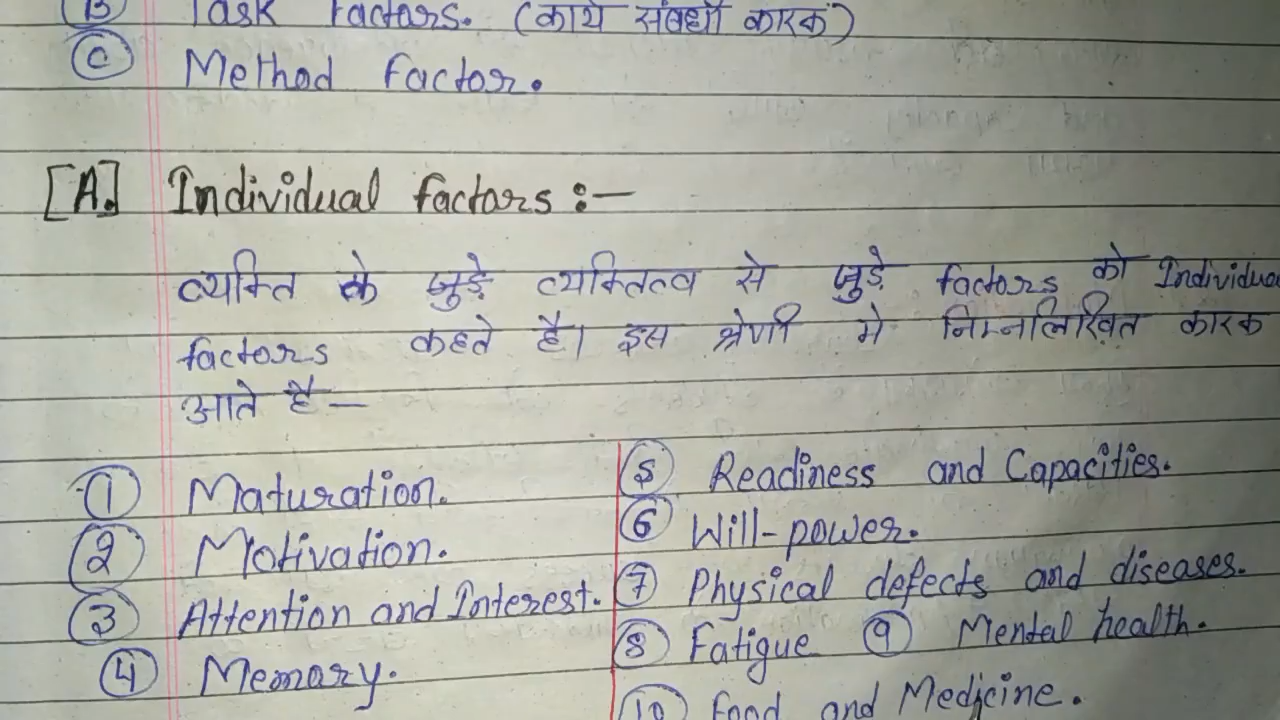 B Task factors. (कार्य संबंधी कारक)
C Method factor.
[A.] Individual factors :—
व्यक्ति के जुड़े व्यक्तित्व से जुड़े factors को Individual
factors कहते है। इस श्रेणी मे निम्नलिखित कारक
आते है —
1 Maturation.
2 Motivation.
3 Attention and Interest.
4 Memary.
5 Readiness and Capacities.
6 Will-power.
7 Physical defects and diseases.
8 Fatigue 9 Mental health.
10 Food and Medicine.